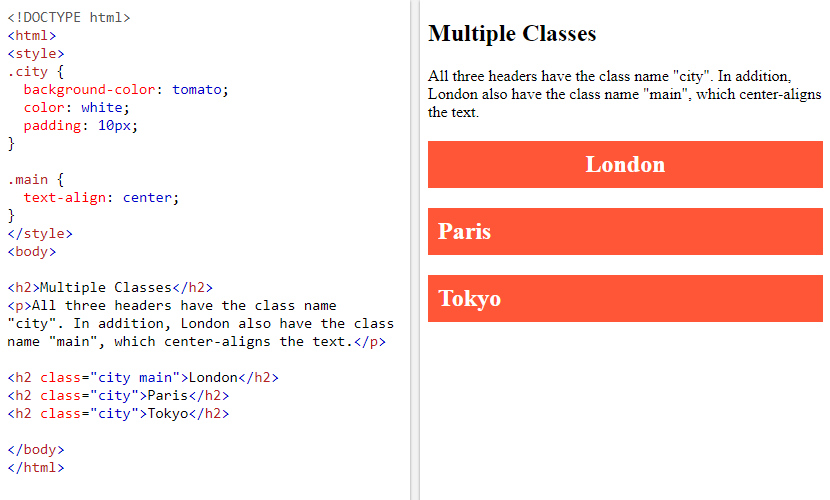 <!DOCTYPE html>
<html>
<style>
.city {
  background-color: tomato;
  color: white;
  padding: 10px;
}
.main {
  text-align: center;
}
</style>
<body>
<h2>Multiple Classes</h2>
<p>All three headers have the class name
"city". In addition, London also have the class
name "main", which center-aligns the text.</p>
<h2 class="city main">London</h2>
<h2 class="city">Paris</h2>
<h2 class="city">Tokyo</h2>
</body>
</html>
Multiple Classes
All three headers have the class name "city". In addition,
London also have the class name "main", which center-aligns
the text.
London
Paris
Tokyo